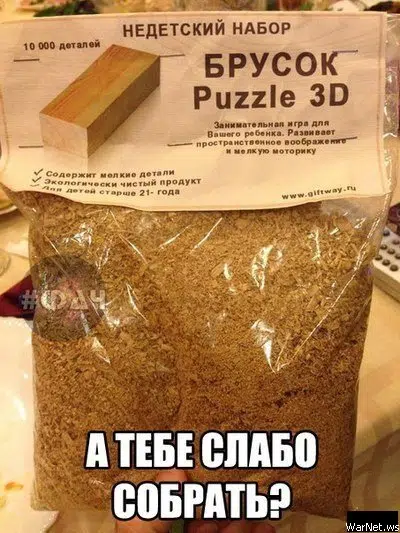 НЕДЕТСКИЙ НАБОР
10 000 деталей
БРУСОК
Puzzle 3D
Занимательная игра для
Вашего ребенка. Развивает
пространственное воображение
и мелкую моторику
✓ Содержит мелкие детали
✓ Экологически чистый продукт
✓ Для детей старше 21- года
www.giftway.ru
#ФДЧ
А ТЕБЕ СЛАБО
СОБРАТЬ?
WarNet.ws